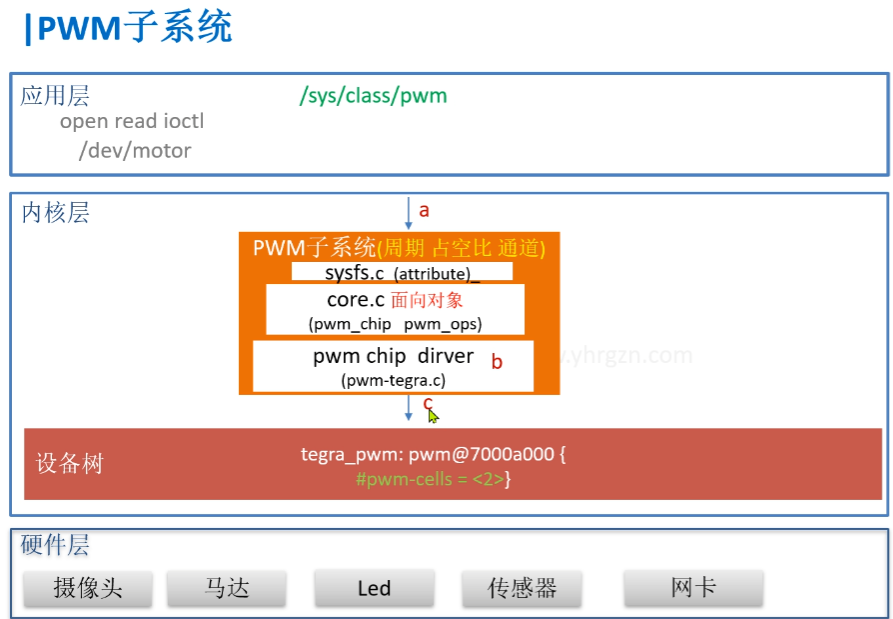 |PWM子系统
应用层
/sys/class/pwm
open read ioctl
/dev/motor
内核层
a
PWM子系统(周期 占空比 通道)
sysfs.c (attribute)_
core.c 面向对象
(pwm_chip pwm_ops)
pwm chip dirver
b
(pwm-tegra.c)
.yhrgzn.com
c
设备树
tegra_pwm: pwm@7000a000 {
#pwm-cells = <2>}
硬件层
摄像头
马达
Led
传感器
网卡